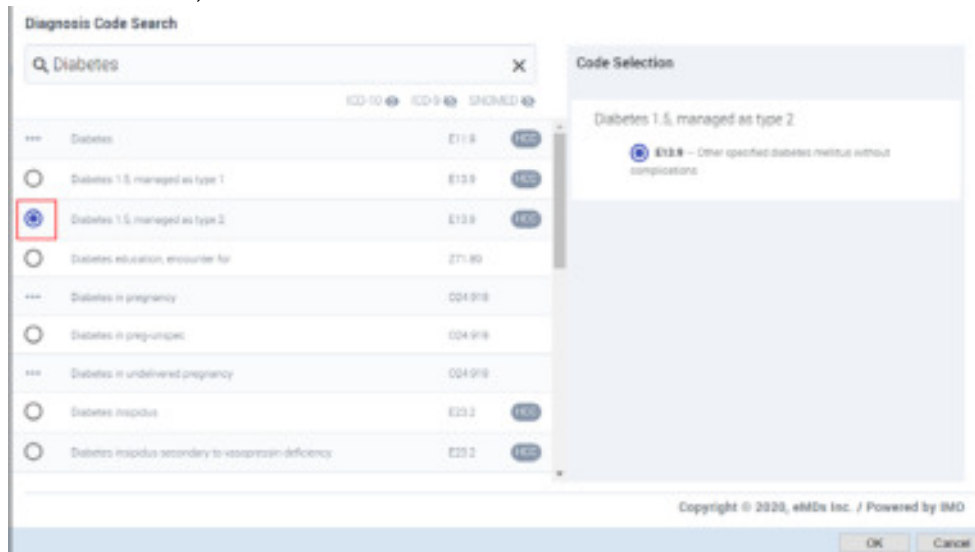 Diagnosis Code Search
Diabetes
Code Selection
ICD-10 ICD-9 SNOMED
Diabetes E11.9 HCC
Diabetes 1.5, managed as type 1 E13.9 HCC
Diabetes 1.5, managed as type 2 E13.9 HCC
Diabetes education, encounter for Z71.89
Diabetes in pregnancy O24.919
Diabetes in preg-unspec O24.919
Diabetes in undelivered pregnancy O24.919
Diabetes insipidus E23.2 HCC
Diabetes insipidus secondary to vasopressin deficiency E23.2 HCC
Diabetes 1.5, managed as type 2
E13.9 – Other specified diabetes mellitus without
complications
Copyright © 2020, eMDs Inc. / Powered by IMO
OK Cancel